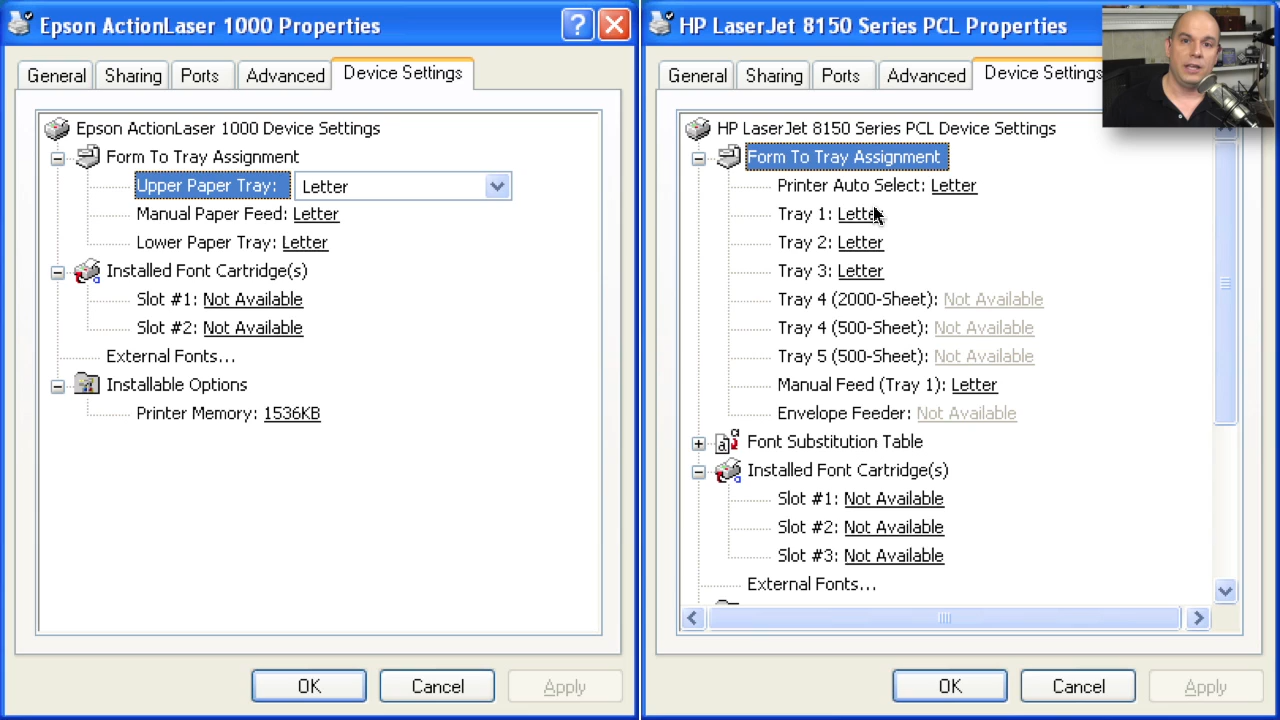 Epson ActionLaser 1000 Properties
General
Sharing
Ports
Advanced
Device Settings
Epson ActionLaser 1000 Device Settings
Form To Tray Assignment
Upper Paper Tray: Letter
Manual Paper Feed: Letter
Lower Paper Tray: Letter
Installed Font Cartridge(s)
Slot #1: Not Available
Slot #2: Not Available
External Fonts...
Installable Options
Printer Memory: 1536KB
OK
Cancel
Apply
HP LaserJet 8150 Series PCL Properties
General
Sharing
Ports
Advanced
Device Settings
HP LaserJet 8150 Series PCL Device Settings
Form To Tray Assignment
Printer Auto Select: Letter
Tray 1: Letter
Tray 2: Letter
Tray 3: Letter
Tray 4 (2000-Sheet): Not Available
Tray 4 (500-Sheet): Not Available
Tray 5 (500-Sheet): Not Available
Manual Feed (Tray 1): Letter
Envelope Feeder: Not Available
Font Substitution Table
Installed Font Cartridge(s)
Slot #1: Not Available
Slot #2: Not Available
Slot #3: Not Available
External Fonts...
OK
Cancel
Apply